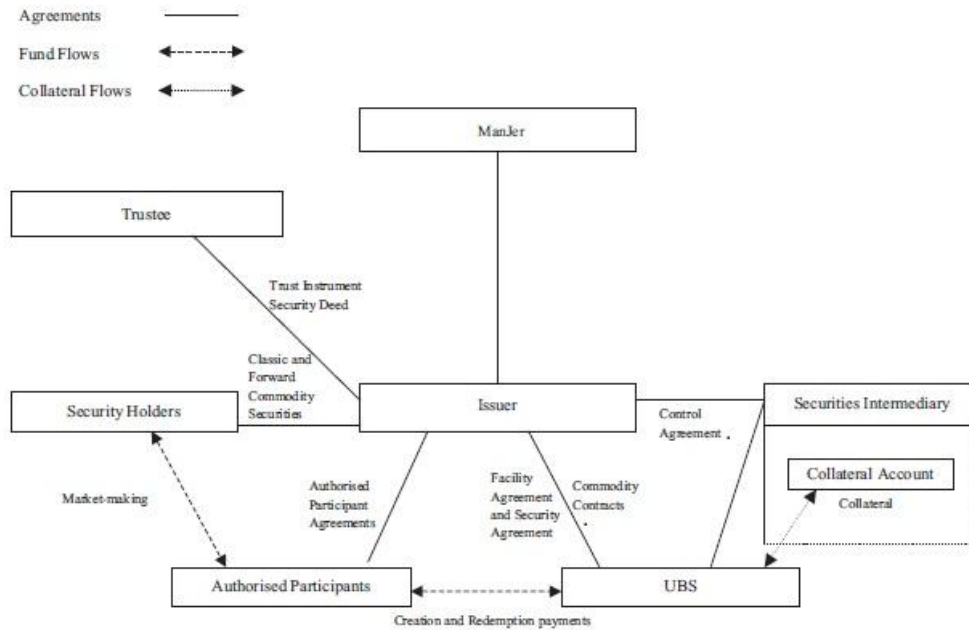 Agreements
Fund Flows
Collateral Flows
ManJer
Trustee
Trust Instrument
Security Deed
Classic and
Forward
Commodity
Securities
Security Holders
Issuer
Securities Intermediary
Control
Agreement
Collateral Account
Collateral
Market-making
Authorised
Participant
Agreements
Facility
Agreement
and Security
Agreement
Commodity
Contracts
Authorised Participants
UBS
Creation and Redemption payments